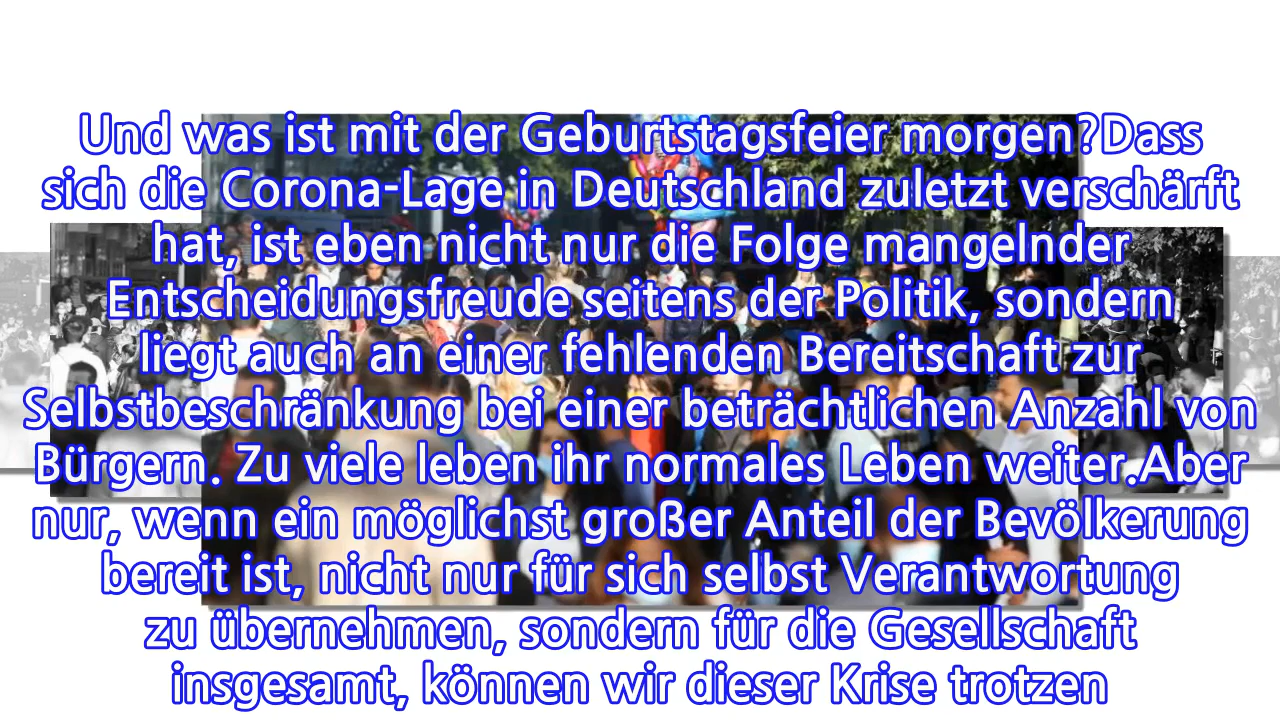 Und was ist mit der Geburtstagsfeier morgen?Dass
sich die Corona-Lage in Deutschland zuletzt verschärft
hat, ist eben nicht nur die Folge mangelnder
Entscheidungsfreude seitens der Politik, sondern
liegt auch an einer fehlenden Bereitschaft zur
Selbstbeschränkung bei einer beträchtlichen Anzahl von
Bürgern. Zu viele leben ihr normales Leben weiter.Aber
nur, wenn ein möglichst großer Anteil der Bevölkerung
bereit ist, nicht nur für sich selbst Verantwortung
zu übernehmen, sondern für die Gesellschaft
insgesamt, können wir dieser Krise trotzen